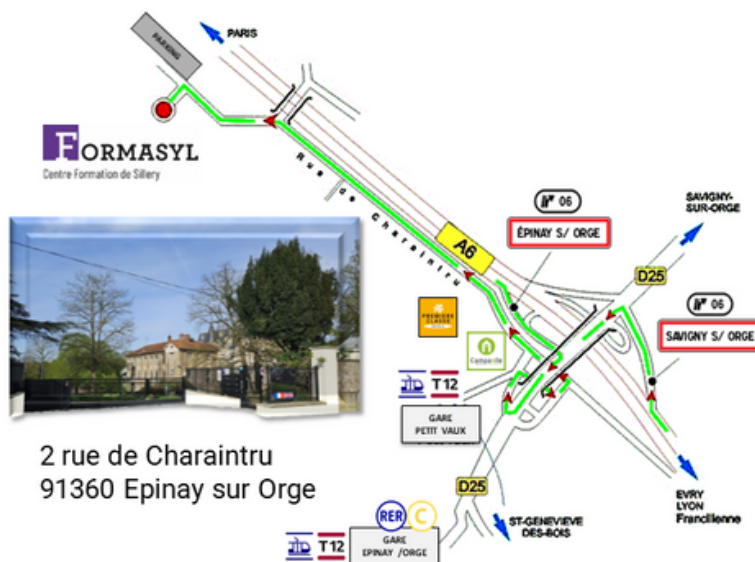 PARIS
PARKING
FORMASYL
Centre Formation de Sillery
Rue de Charaintru
A6
N° 06
ÉPINAY S/ ORGE
SAVIGNY-
SUR-ORGE
D25
N° 06
SAVIGNY S/ ORGE
PREMIERE
CLASSE
Campanile
T12
GARE
PETIT VAUX
2 rue de Charaintru
91360 Epinay sur Orge
D25
EVRY
LYON
Francilienne
RER C
ST-GENEVIEVE
DES-BOIS
T12
GARE
EPINAY /ORGE